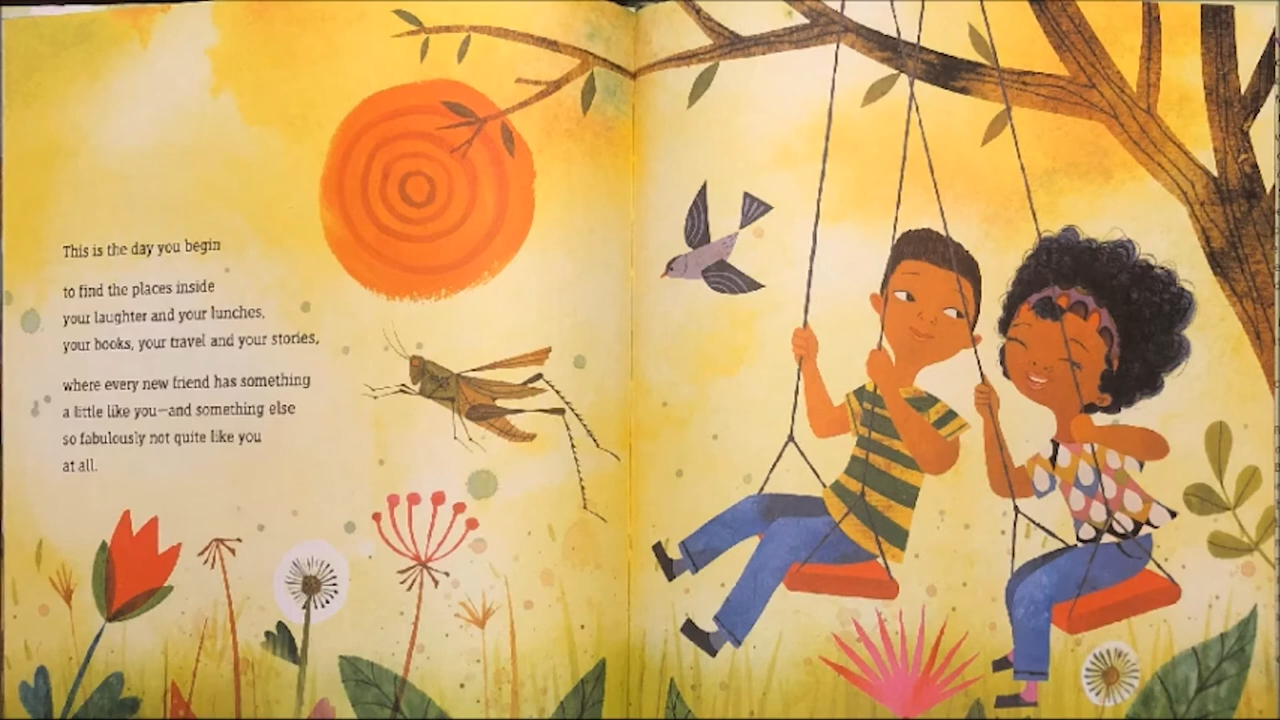 This is the day you begin
to find the places inside
your laughter and your lunches,
your books, your travel and your stories,
where every new friend has something
a little like you—and something else
so fabulously not quite like you
at all.